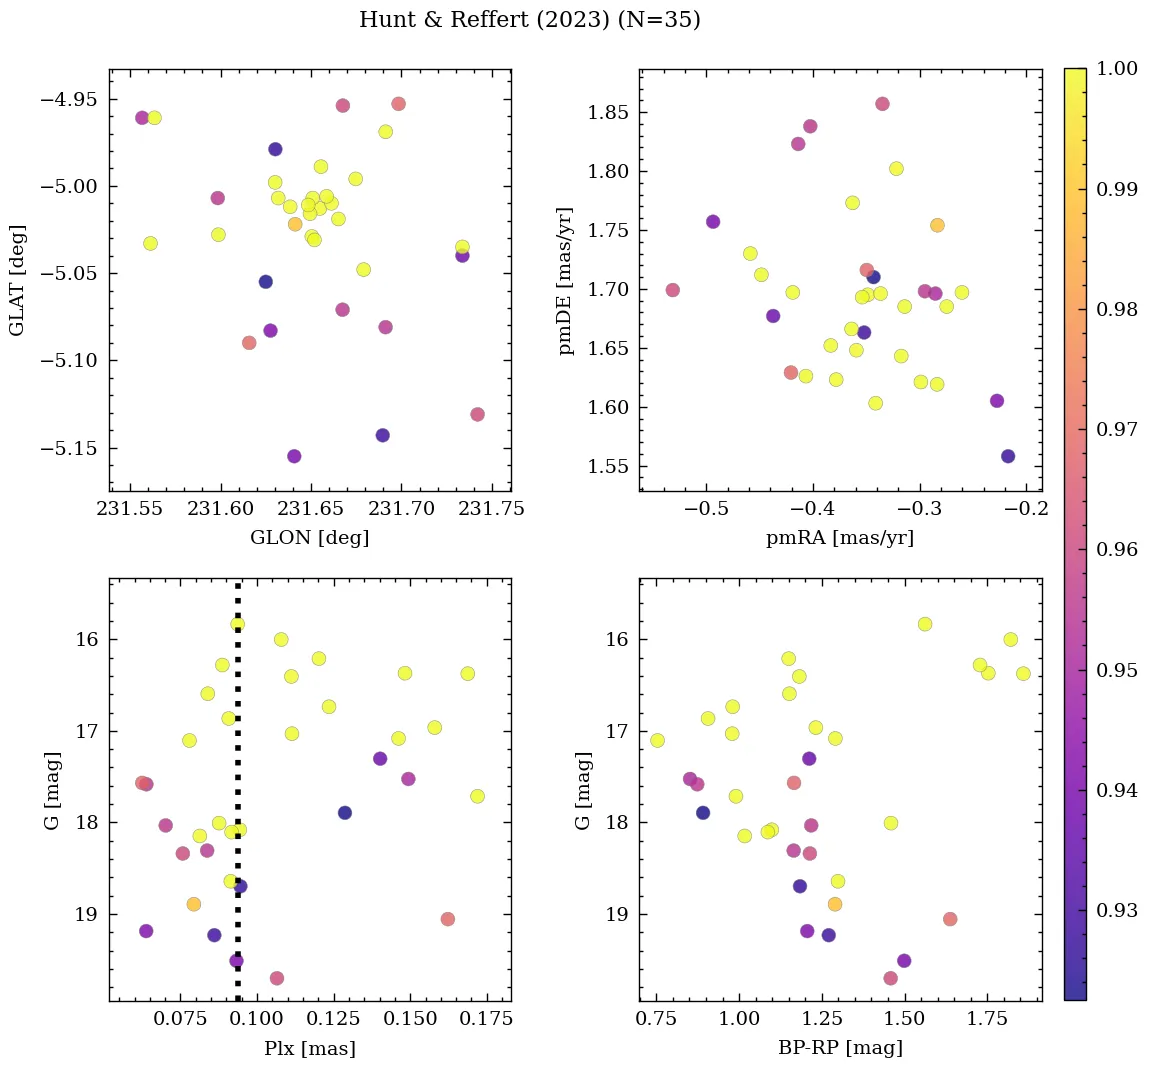 Hunt & Reffert (2023) (N=35)
−4.95
−5.00
−5.05
−5.10
−5.15
GLAT [deg]
231.55 231.60 231.65 231.70 231.75
GLON [deg]
1.85
1.80
1.75
1.70
1.65
1.60
1.55
pmDE [mas/yr]
−0.5 −0.4 −0.3 −0.2
pmRA [mas/yr]
16
17
18
19
G [mag]
0.075 0.100 0.125 0.150 0.175
Plx [mas]
16
17
18
19
G [mag]
0.75 1.00 1.25 1.50 1.75
BP-RP [mag]
1.00
0.99
0.98
0.97
0.96
0.95
0.94
0.93